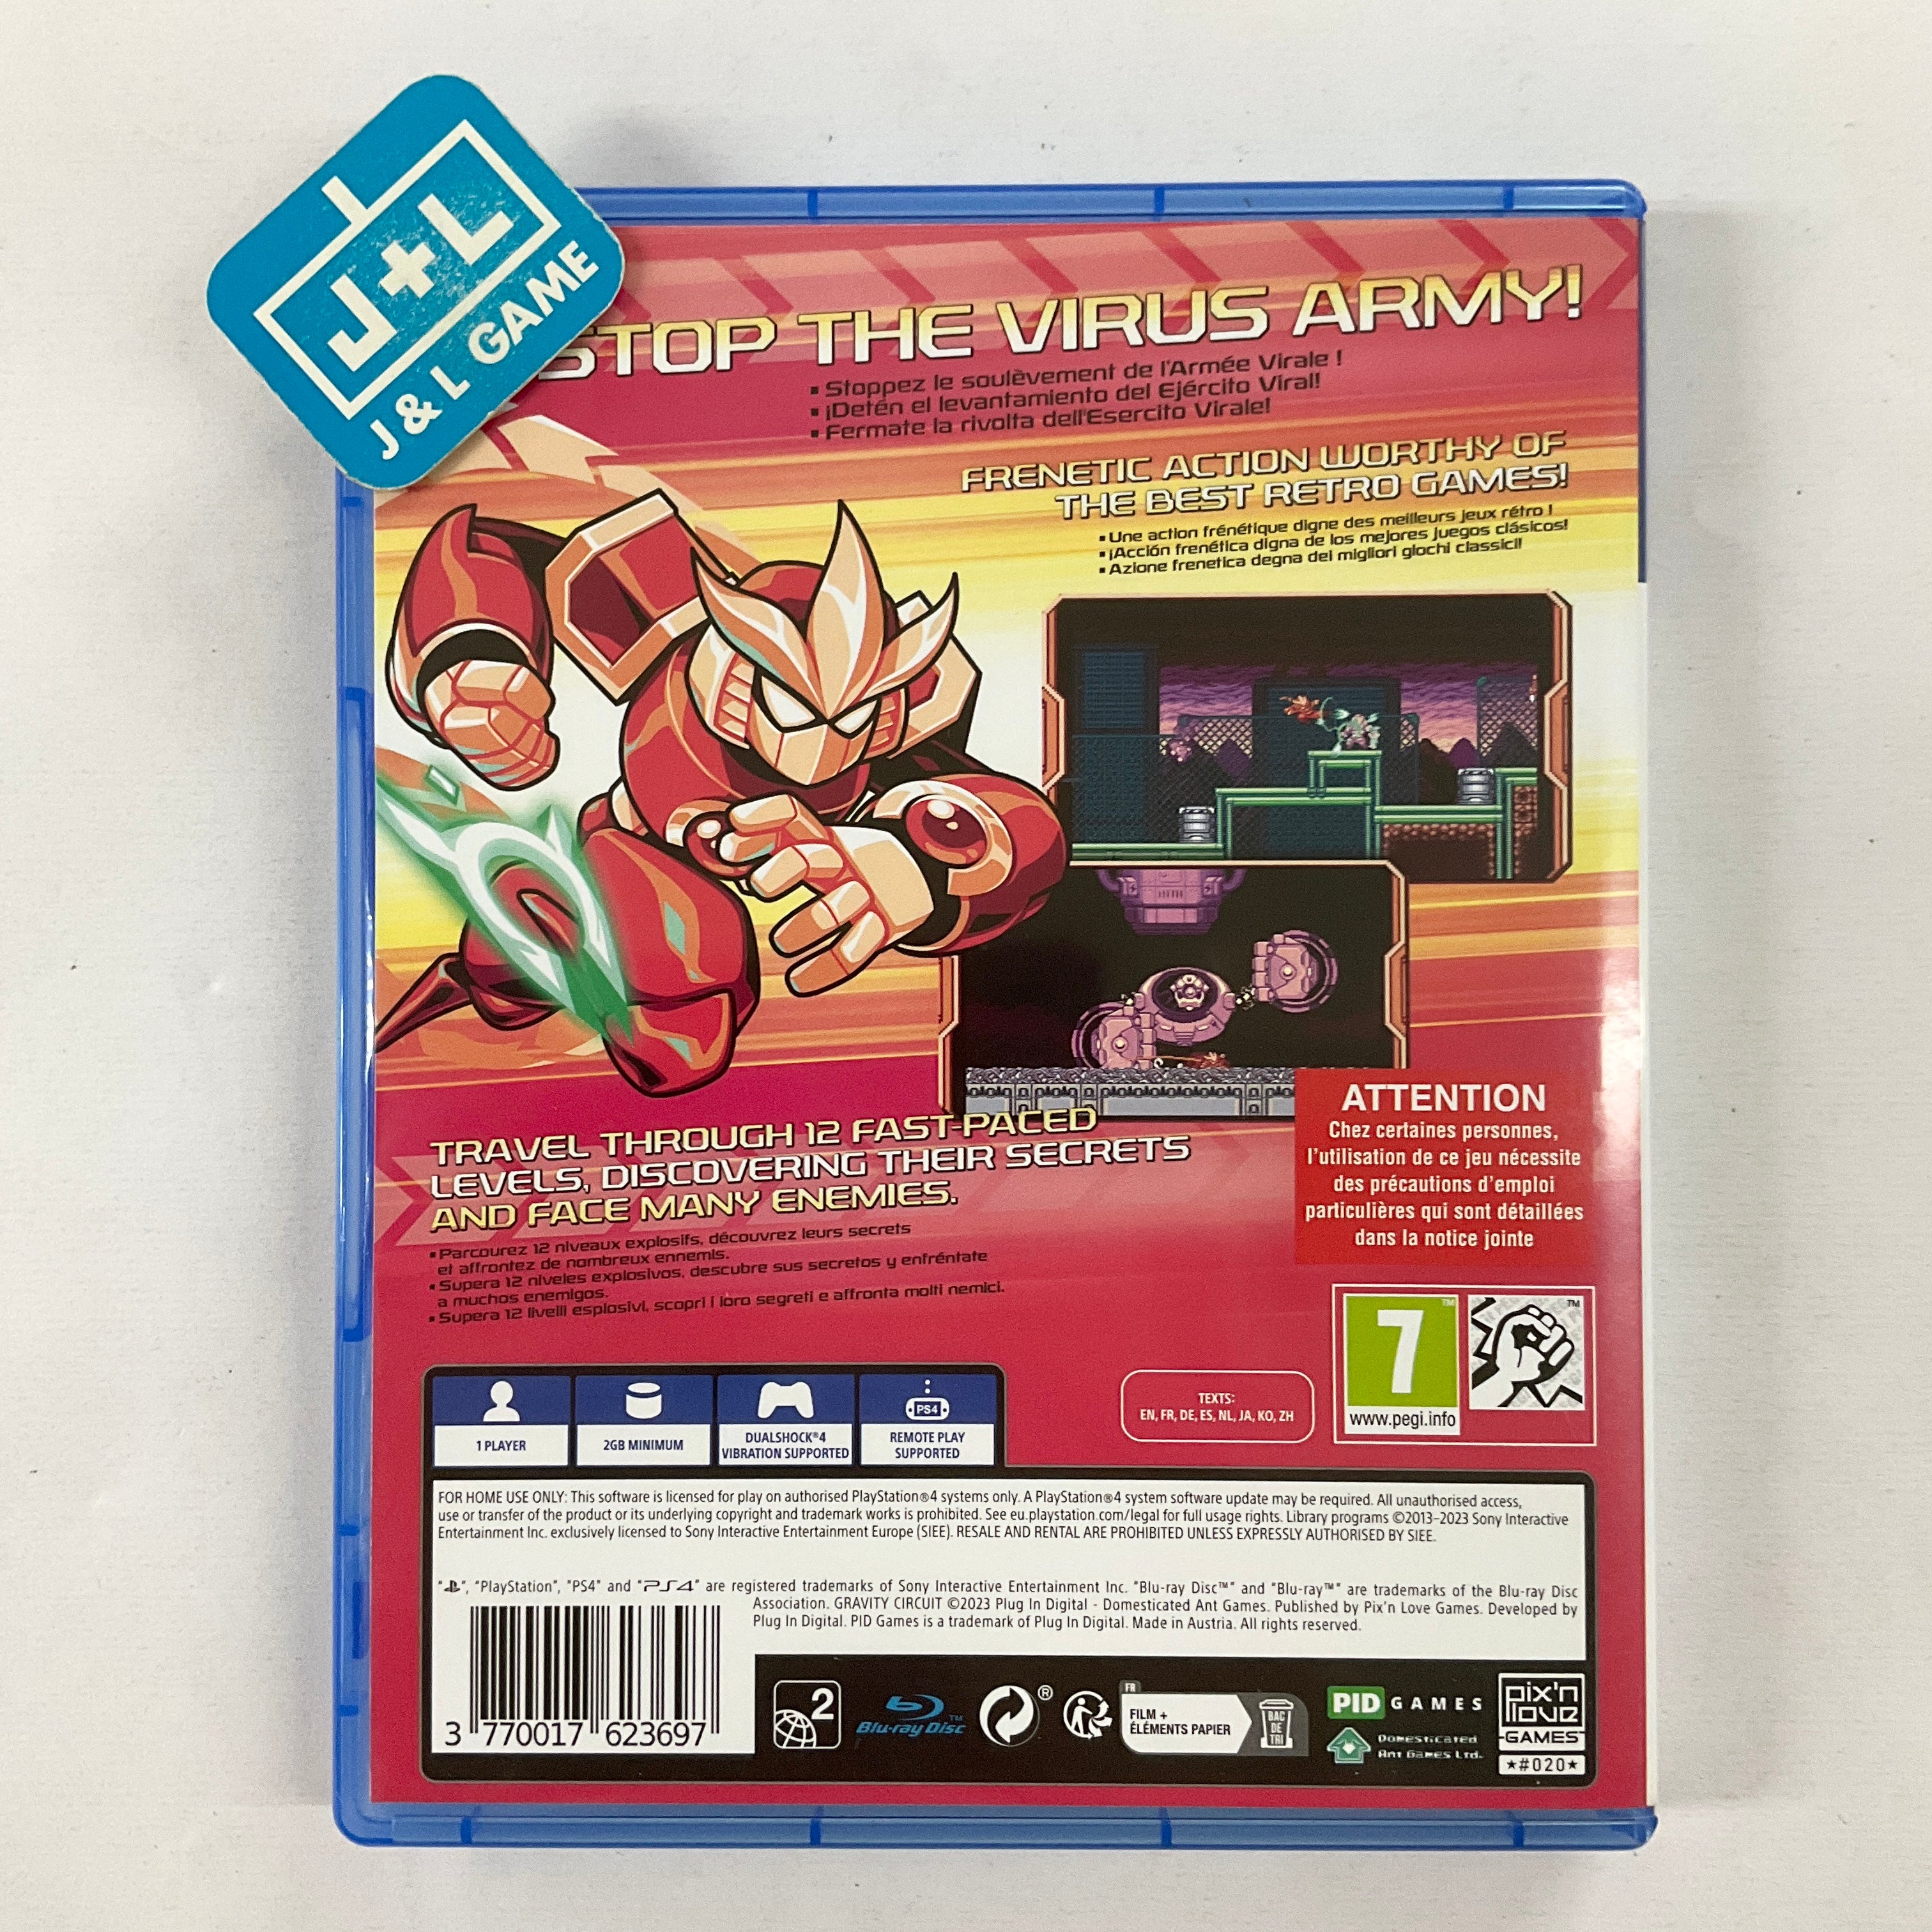 J+L
J & L GAME
STOP THE VIRUS ARMY!
▪ Stoppez le soulèvement de l'Armée Virale !
▪ ¡Detén el levantamiento del Ejército Viral!
▪ Fermate la rivolta dell'Esercito Virale!
FRENETIC ACTION WORTHY OF
THE BEST RETRO GAMES!
▪ Une action frénétique digne des meilleurs jeux rétro !
▪ ¡Acción frenética digna de los mejores juegos clásicos!
▪ Azione frenetica degna dei migliori giochi classici!
TRAVEL THROUGH 12 FAST-PACED
LEVELS, DISCOVERING THEIR SECRETS
AND FACE MANY ENEMIES.
▪ Parcourez 12 niveaux explosifs, découvrez leurs secrets
et affrontez de nombreux ennemis.
▪ Supera 12 niveles explosivos, descubre sus secretos y enfréntate
a muchos enemigos.
▪ Supera 12 livelli esplosivi, scopri i loro segreti e affronta molti nemici.
ATTENTION
Chez certaines personnes,
l'utilisation de ce jeu nécessite
des précautions d'emploi
particulières qui sont détaillées
dans la notice jointe
7 ™
™
www.pegi.info
TEXTS:
EN, FR, DE, ES, NL, JA, KO, ZH
1 PLAYER
2GB MINIMUM
DUALSHOCK®4
VIBRATION SUPPORTED
PS4
REMOTE PLAY
SUPPORTED
FOR HOME USE ONLY: This software is licensed for play on authorised PlayStation®4 systems only. A PlayStation®4 system software update may be required. All unauthorised access,
use or transfer of the product or its underlying copyright and trademark works is prohibited. See eu.playstation.com/legal for full usage rights. Library programs ©2013-2023 Sony Interactive
Entertainment Inc. exclusively licensed to Sony Interactive Entertainment Europe (SIEE). RESALE AND RENTAL ARE PROHIBITED UNLESS EXPRESSLY AUTHORISED BY SIEE.
" ", "PlayStation", "PS4" and "PS4" are registered trademarks of Sony Interactive Entertainment Inc. "Blu-ray Disc™" and "Blu-ray™" are trademarks of the Blu-ray Disc
Association. GRAVITY CIRCUIT ©2023 Plug In Digital - Domesticated Ant Games. Published by Pix'n Love Games. Developed by
Plug In Digital. PID Games is a trademark of Plug In Digital. Made in Austria. All rights reserved.
3 770017 623697
2
Blu-ray Disc ™
®
FR
FILM +
ÉLÉMENTS PAPIER
BAC
DE
TRI
PID GAMES
Domesticated
Ant Games Ltd.
pix'n
love
GAMES
★#020★